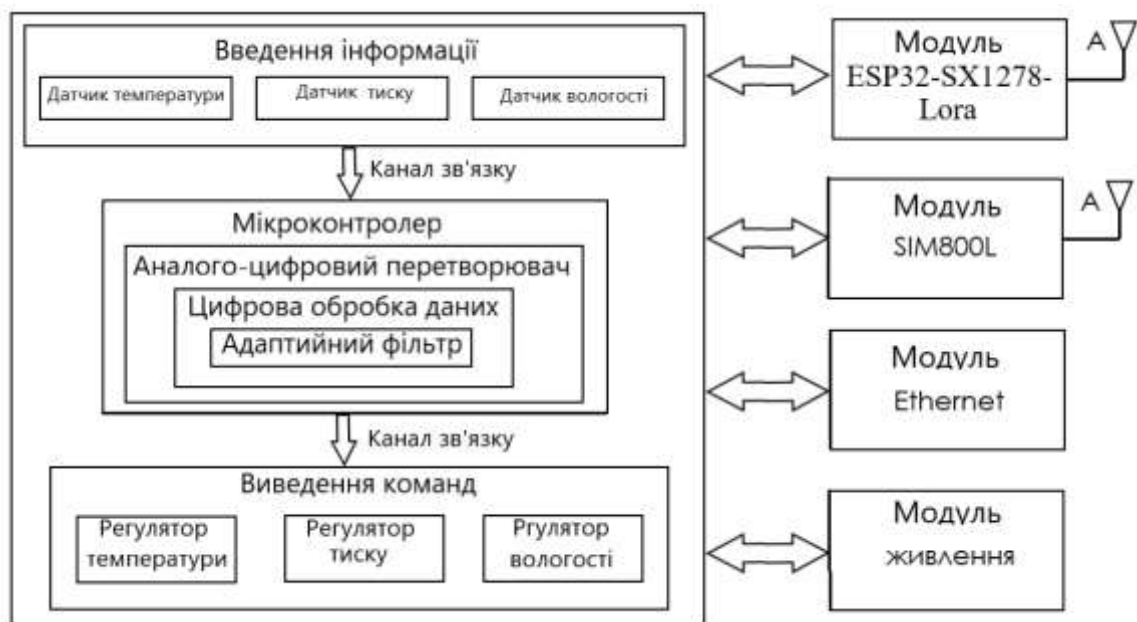 Введення інформації
Датчик температури
Датчик тиску
Датчик вологості
Канал зв'язку
Мікроконтролер
Аналого-цифровий перетворювач
Цифрова обробка даних
Адаптийний фільтр
Канал зв'язку
Виведення команд
Регулятор
температури
Регулятор
тиску
Ргулятор
вологості
Модуль
ESP32-SX1278-
Lora
A
Модуль
SIM800L
A
Модуль
Ethernet
Модуль
живлення